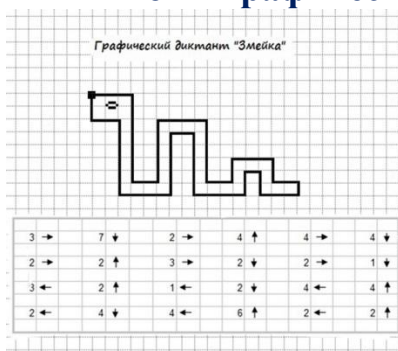 Графический диктант "Змейка"
3 → 7 ↓ 2 → 4 ↑ 4 → 4 ↓
2 → 2 ↑ 3 → 2 ↓ 2 → 1 ↓
3 ← 2 ↑ 1 ← 2 ↓ 4 ← 4 ↑
2 ← 4 ↓ 4 ← 6 ↑ 2 ← 2 ↑